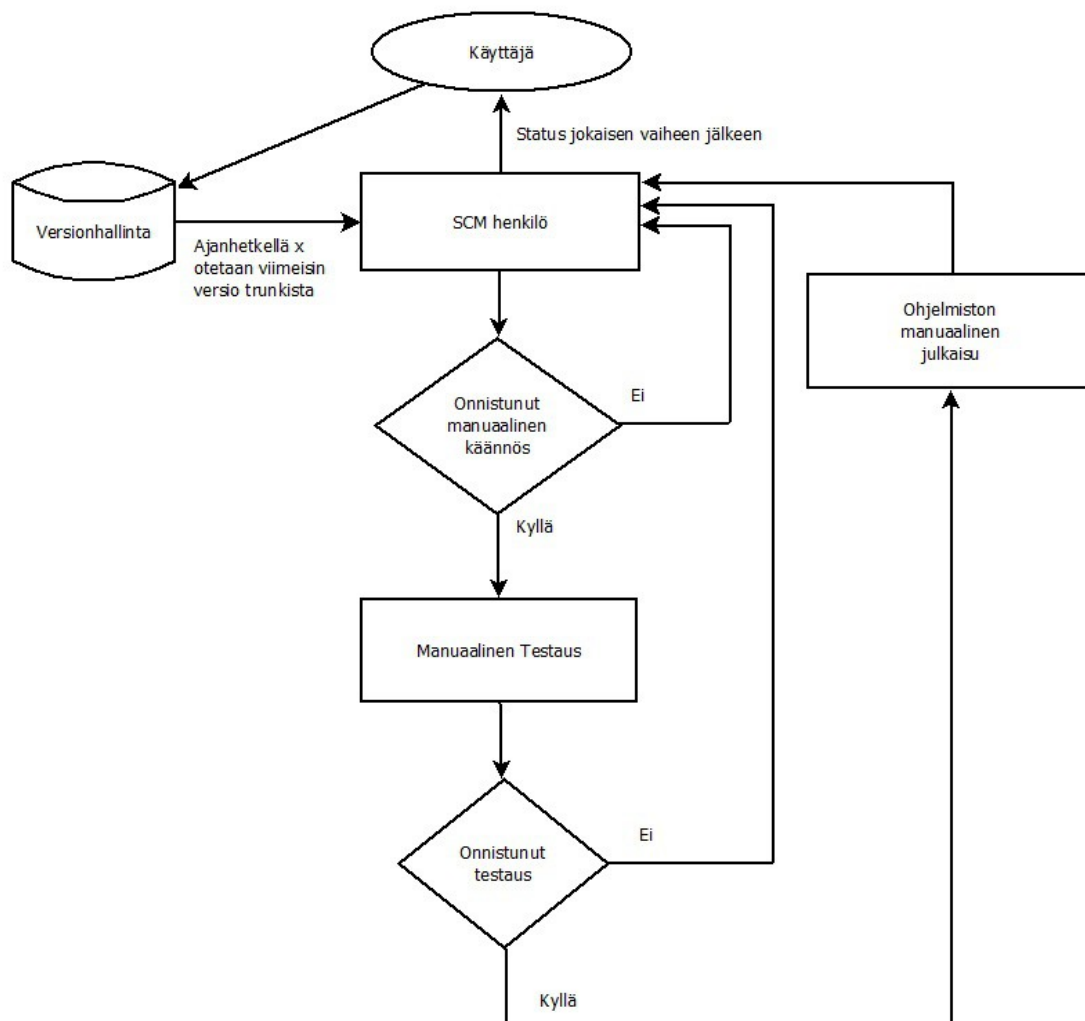 Käyttäjä
Status jokaisen vaiheen jälkeen
Versionhallinta
Ajanhetkellä x
otetaan viimeisin
versio trunkista
SCM henkilö
Ohjelmiston
manuaalinen
julkaisu
Onnistunut
manuaalinen
käännös
Ei
Kyllä
Manuaalinen Testaus
Onnistunut
testaus
Ei
Kyllä